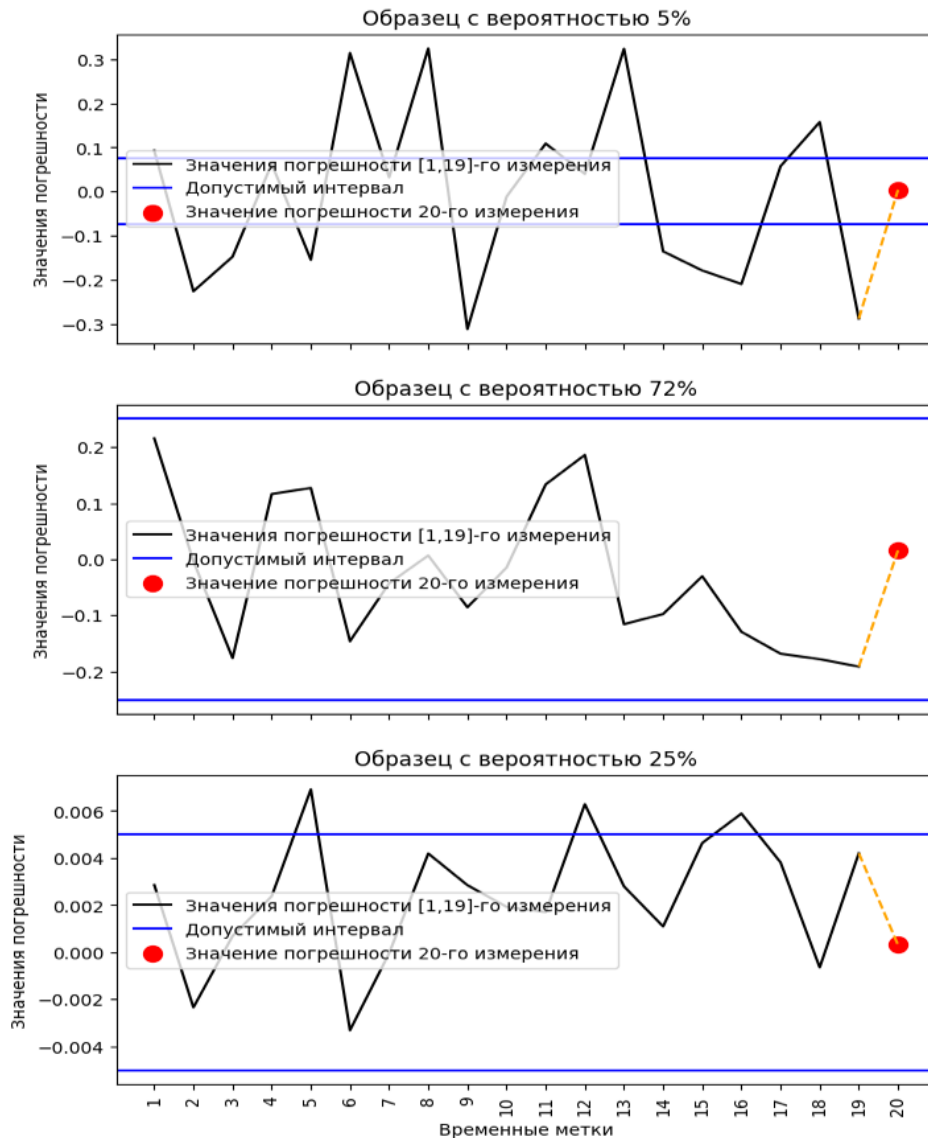 Образец с вероятностью 5%
Значения погрешности
0.3
0.2
0.1
0.0
−0.1
−0.2
−0.3
Значения погрешности [1,19]-го измерения
Допустимый интервал
Значение погрешности 20-го измерения
Образец с вероятностью 72%
Значения погрешности
0.2
0.1
0.0
−0.1
−0.2
Значения погрешности [1,19]-го измерения
Допустимый интервал
Значение погрешности 20-го измерения
Образец с вероятностью 25%
Значения погрешности
0.006
0.004
0.002
0.000
−0.002
−0.004
Значения погрешности [1,19]-го измерения
Допустимый интервал
Значение погрешности 20-го измерения
1 2 3 4 5 6 7 8 9 10 11 12 13 14 15 16 17 18 19 20
Временные метки